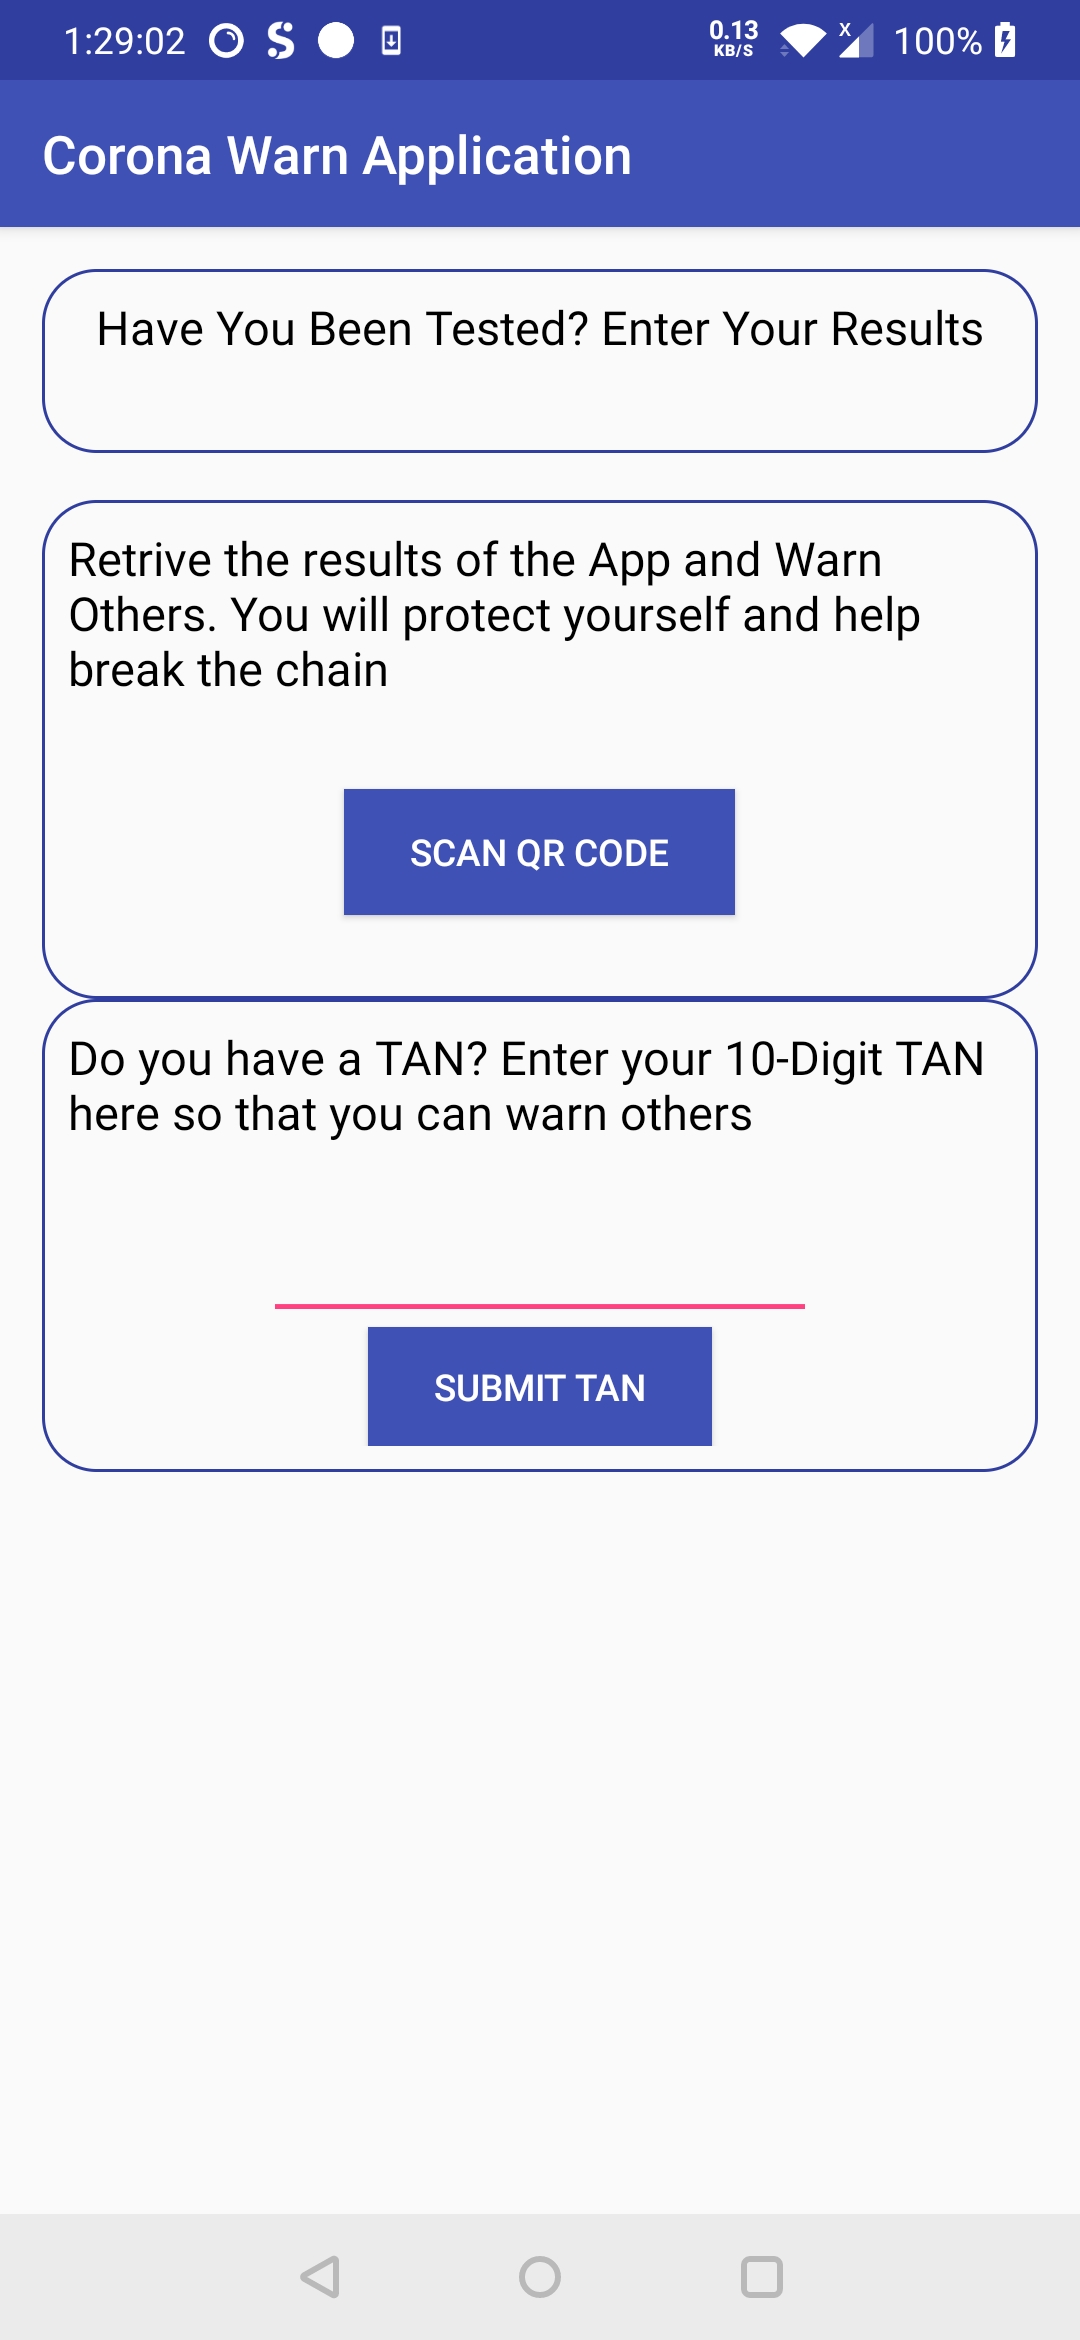 1:29:02
0.13
KB/S
100%
Corona Warn Application
Have You Been Tested? Enter Your Results
Retrive the results of the App and Warn
Others. You will protect yourself and help
break the chain
SCAN QR CODE
Do you have a TAN? Enter your 10-Digit TAN
here so that you can warn others
SUBMIT TAN